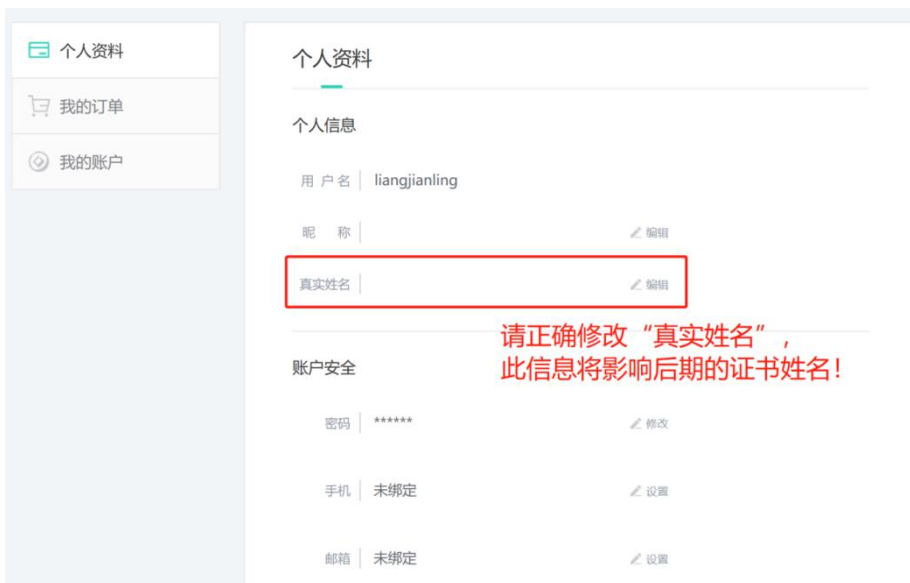 个人资料
我的订单
我的账户
个人资料
个人信息
用户名 liangjianling
昵 称 编辑
真实姓名 编辑
请正确修改“真实姓名”，
此信息将影响后期的证书姓名！
账户安全
密码 ****** 修改
手机 未绑定 设置
邮箱 未绑定 设置